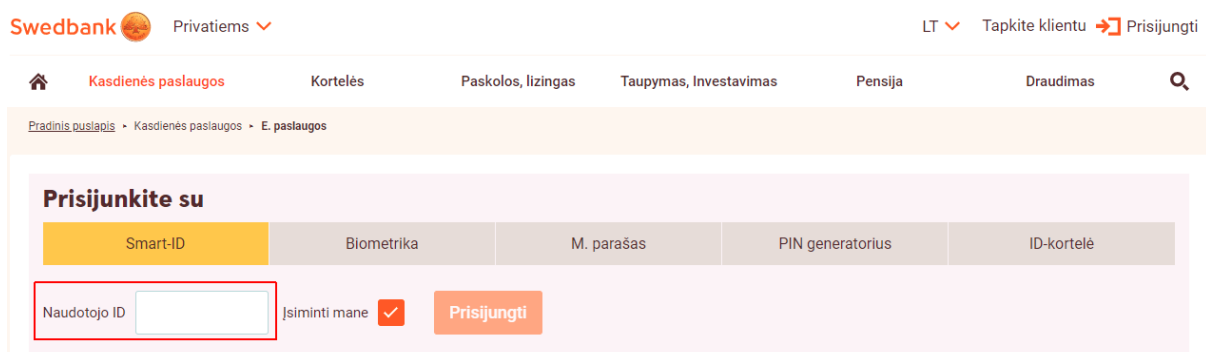 Swedbank Privatiems LT Tapkite klientu Prisijungti
Kasdienės paslaugos Kortelės Paskolos, lizingas Taupymas, Investavimas Pensija Draudimas
Pradinis puslapis Kasdienės paslaugos E. paslaugos
Prisijunkite su
Smart-ID Biometrika M. parašas PIN generatorius ID-kortelė
Naudotojo ID Įsiminti mane Prisijungti